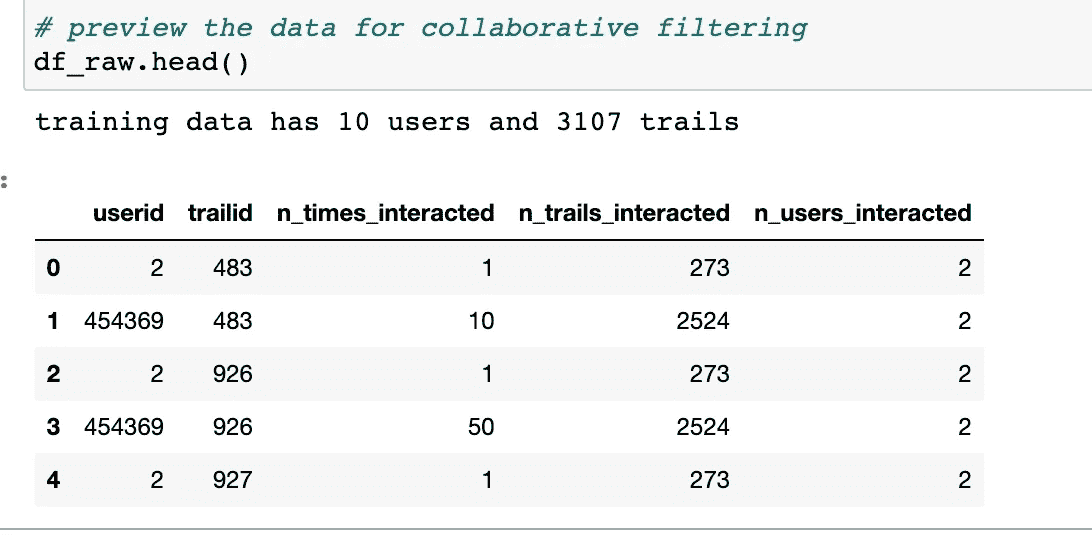 # preview the data for collaborative filtering
df_raw.head()
training data has 10 users and 3107 trails
:
userid trailid n_times_interacted n_trails_interacted n_users_interacted
0 2 483 1 273 2
1 454369 483 10 2524 2
2 2 926 1 273 2
3 454369 926 50 2524 2
4 2 927 1 273 2